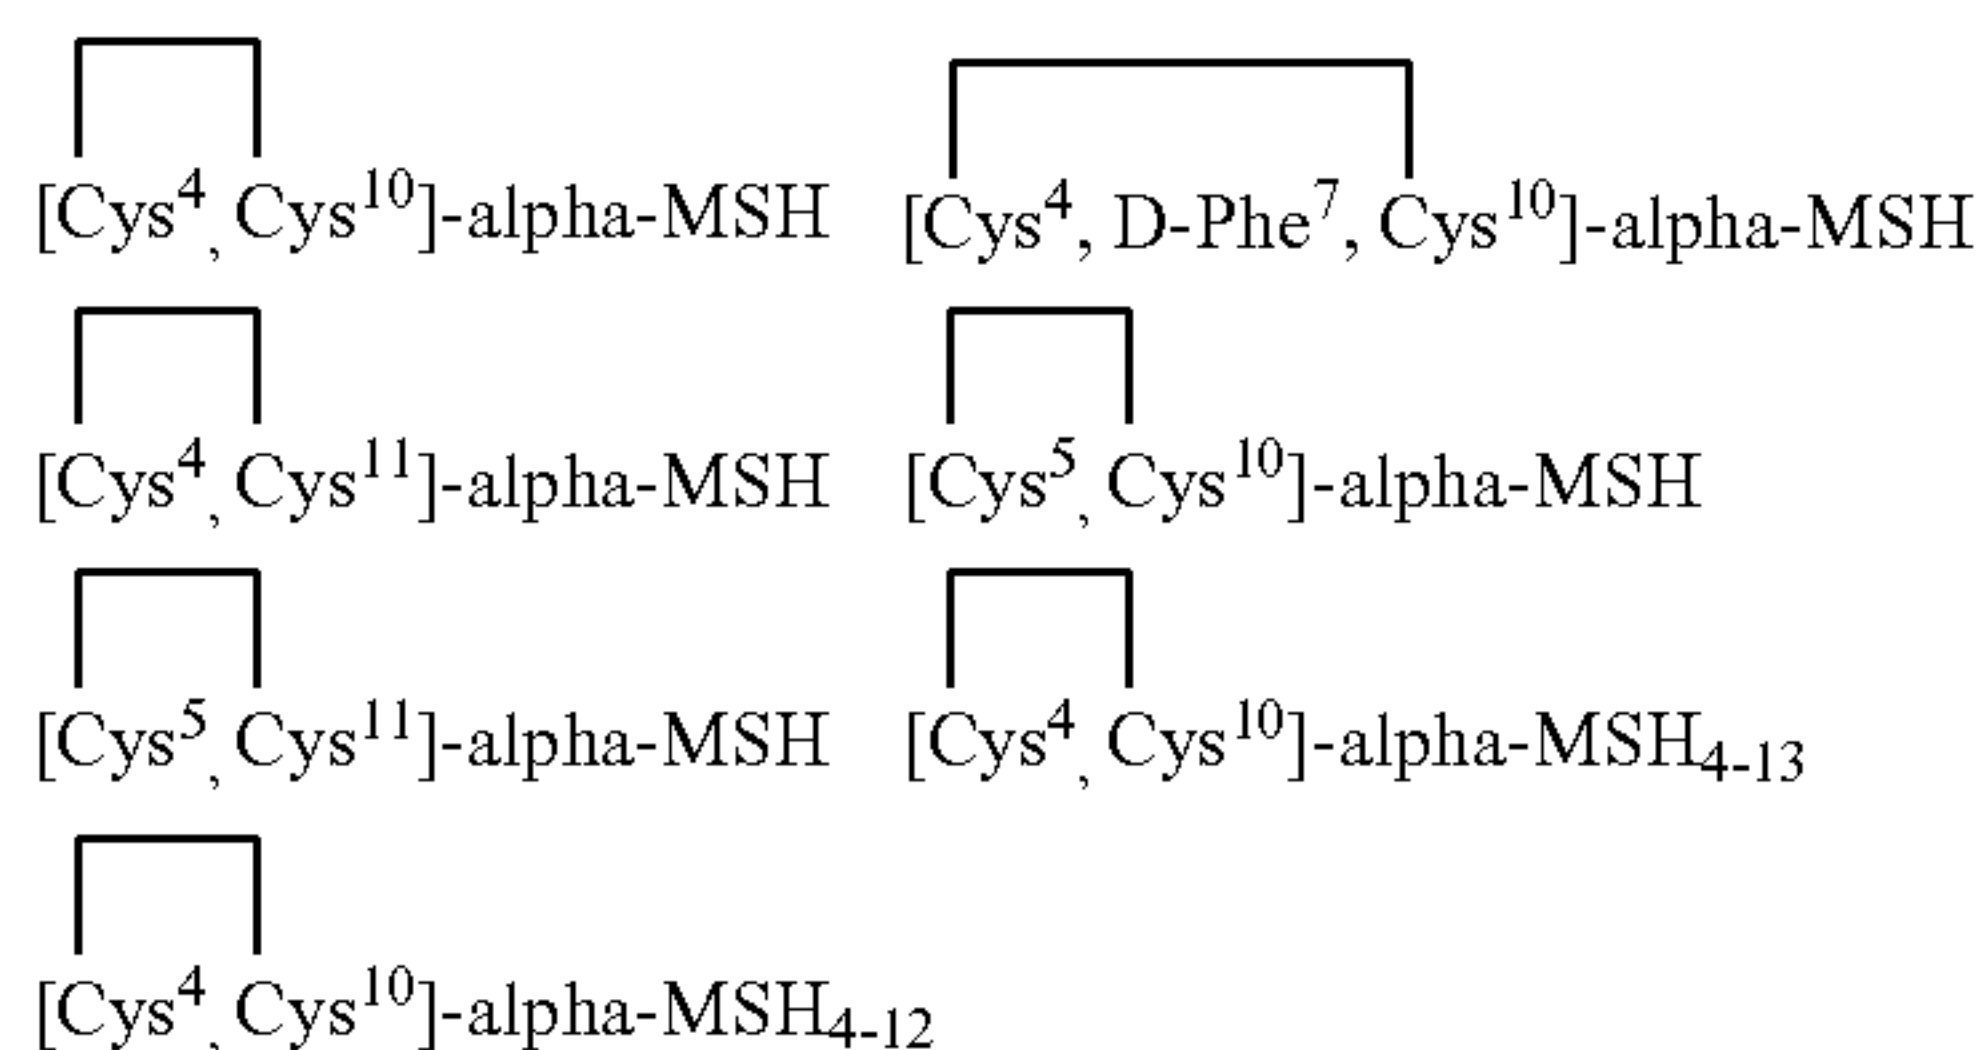 [Cys⁴, Cys¹⁰]-alpha-MSH [Cys⁴, D-Phe⁷, Cys¹⁰]-alpha-MSH
[Cys⁴, Cys¹¹]-alpha-MSH [Cys⁵, Cys¹⁰]-alpha-MSH
[Cys⁵, Cys¹¹]-alpha-MSH [Cys⁴, Cys¹⁰]-alpha-MSH₄₋₁₃
[Cys⁴, Cys¹⁰]-alpha-MSH₄₋₁₂